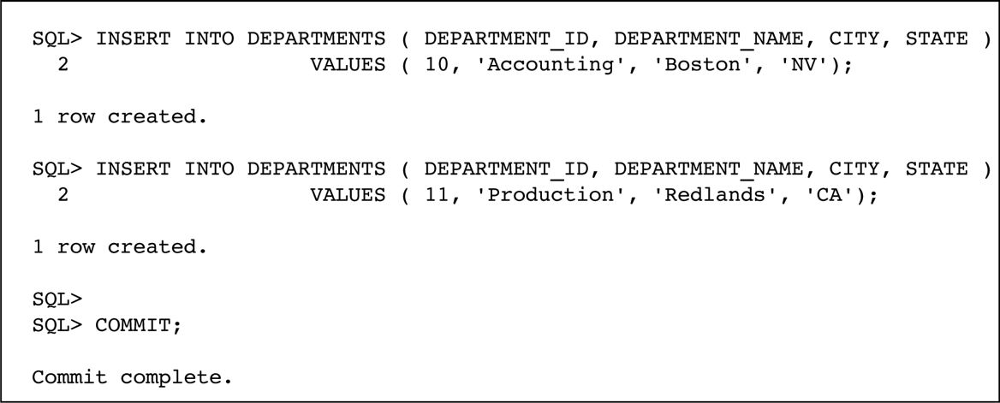 SQL> INSERT INTO DEPARTMENTS ( DEPARTMENT_ID, DEPARTMENT_NAME, CITY, STATE )
2 VALUES ( 10, 'Accounting', 'Boston', 'NV');
1 row created.
SQL> INSERT INTO DEPARTMENTS ( DEPARTMENT_ID, DEPARTMENT_NAME, CITY, STATE )
2 VALUES ( 11, 'Production', 'Redlands', 'CA');
1 row created.
SQL>
SQL> COMMIT;
Commit complete.